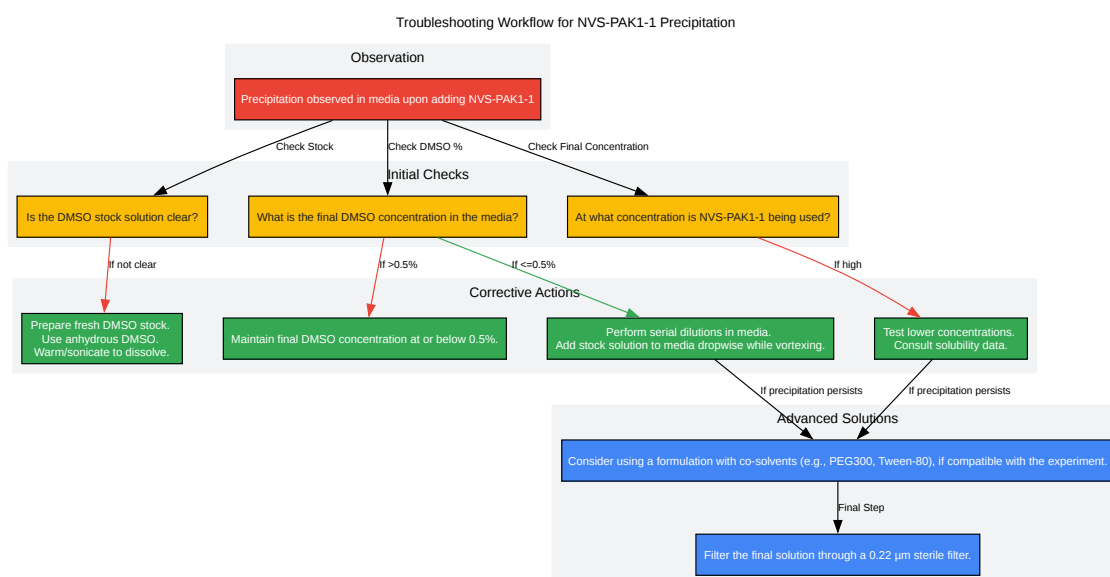 Troubleshooting Workflow for NVS-PAK1-1 Precipitation
Observation
Precipitation observed in media upon adding NVS-PAK1-1
Check Stock
Check DMSO %
Check Final Concentration
Initial Checks
Is the DMSO stock solution clear?
What is the final DMSO concentration in the media?
At what concentration is NVS-PAK1-1 being used?
If not clear
If >0.5%
If <=0.5%
If high
Corrective Actions
Prepare fresh DMSO stock.
Use anhydrous DMSO.
Warm/sonicate to dissolve.
Maintain final DMSO concentration at or below 0.5%.
Perform serial dilutions in media.
Add stock solution to media dropwise while vortexing.
Test lower concentrations.
Consult solubility data.
If precipitation persists
If precipitation persists
Advanced Solutions
Consider using a formulation with co-solvents (e.g., PEG300, Tween-80), if compatible with the experiment.
Final Step
Filter the final solution through a 0.22 µm sterile filter.